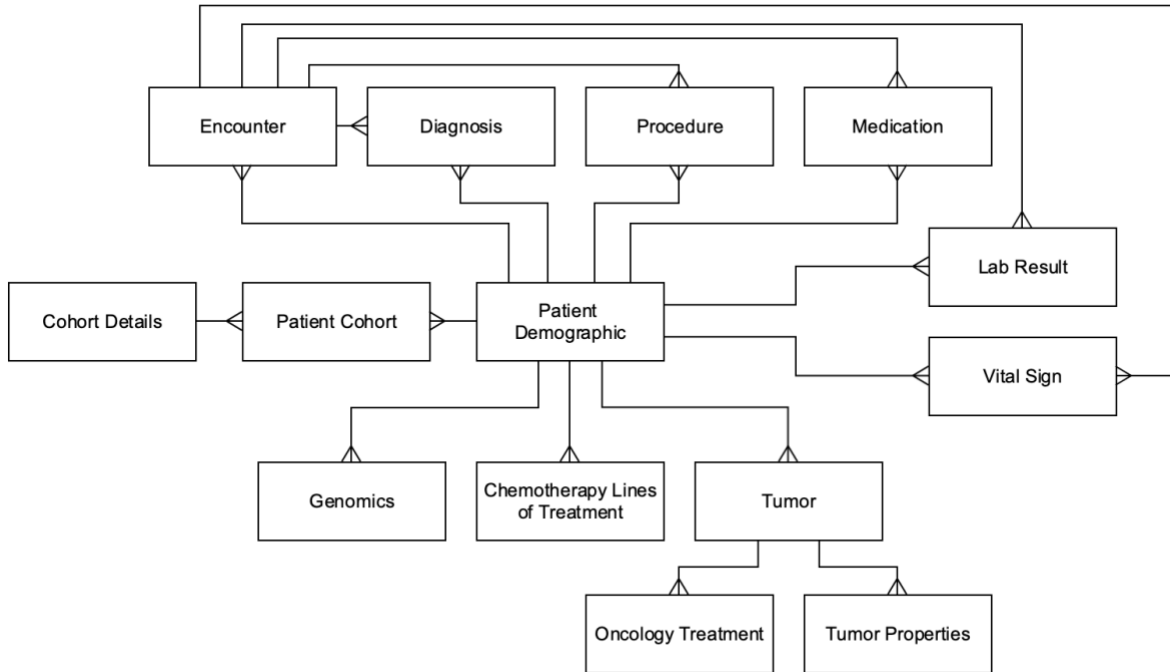 Encounter
Diagnosis
Procedure
Medication
Lab Result
Cohort Details
Patient Cohort
Patient
Demographic
Vital Sign
Genomics
Chemotherapy Lines
of Treatment
Tumor
Oncology Treatment
Tumor Properties